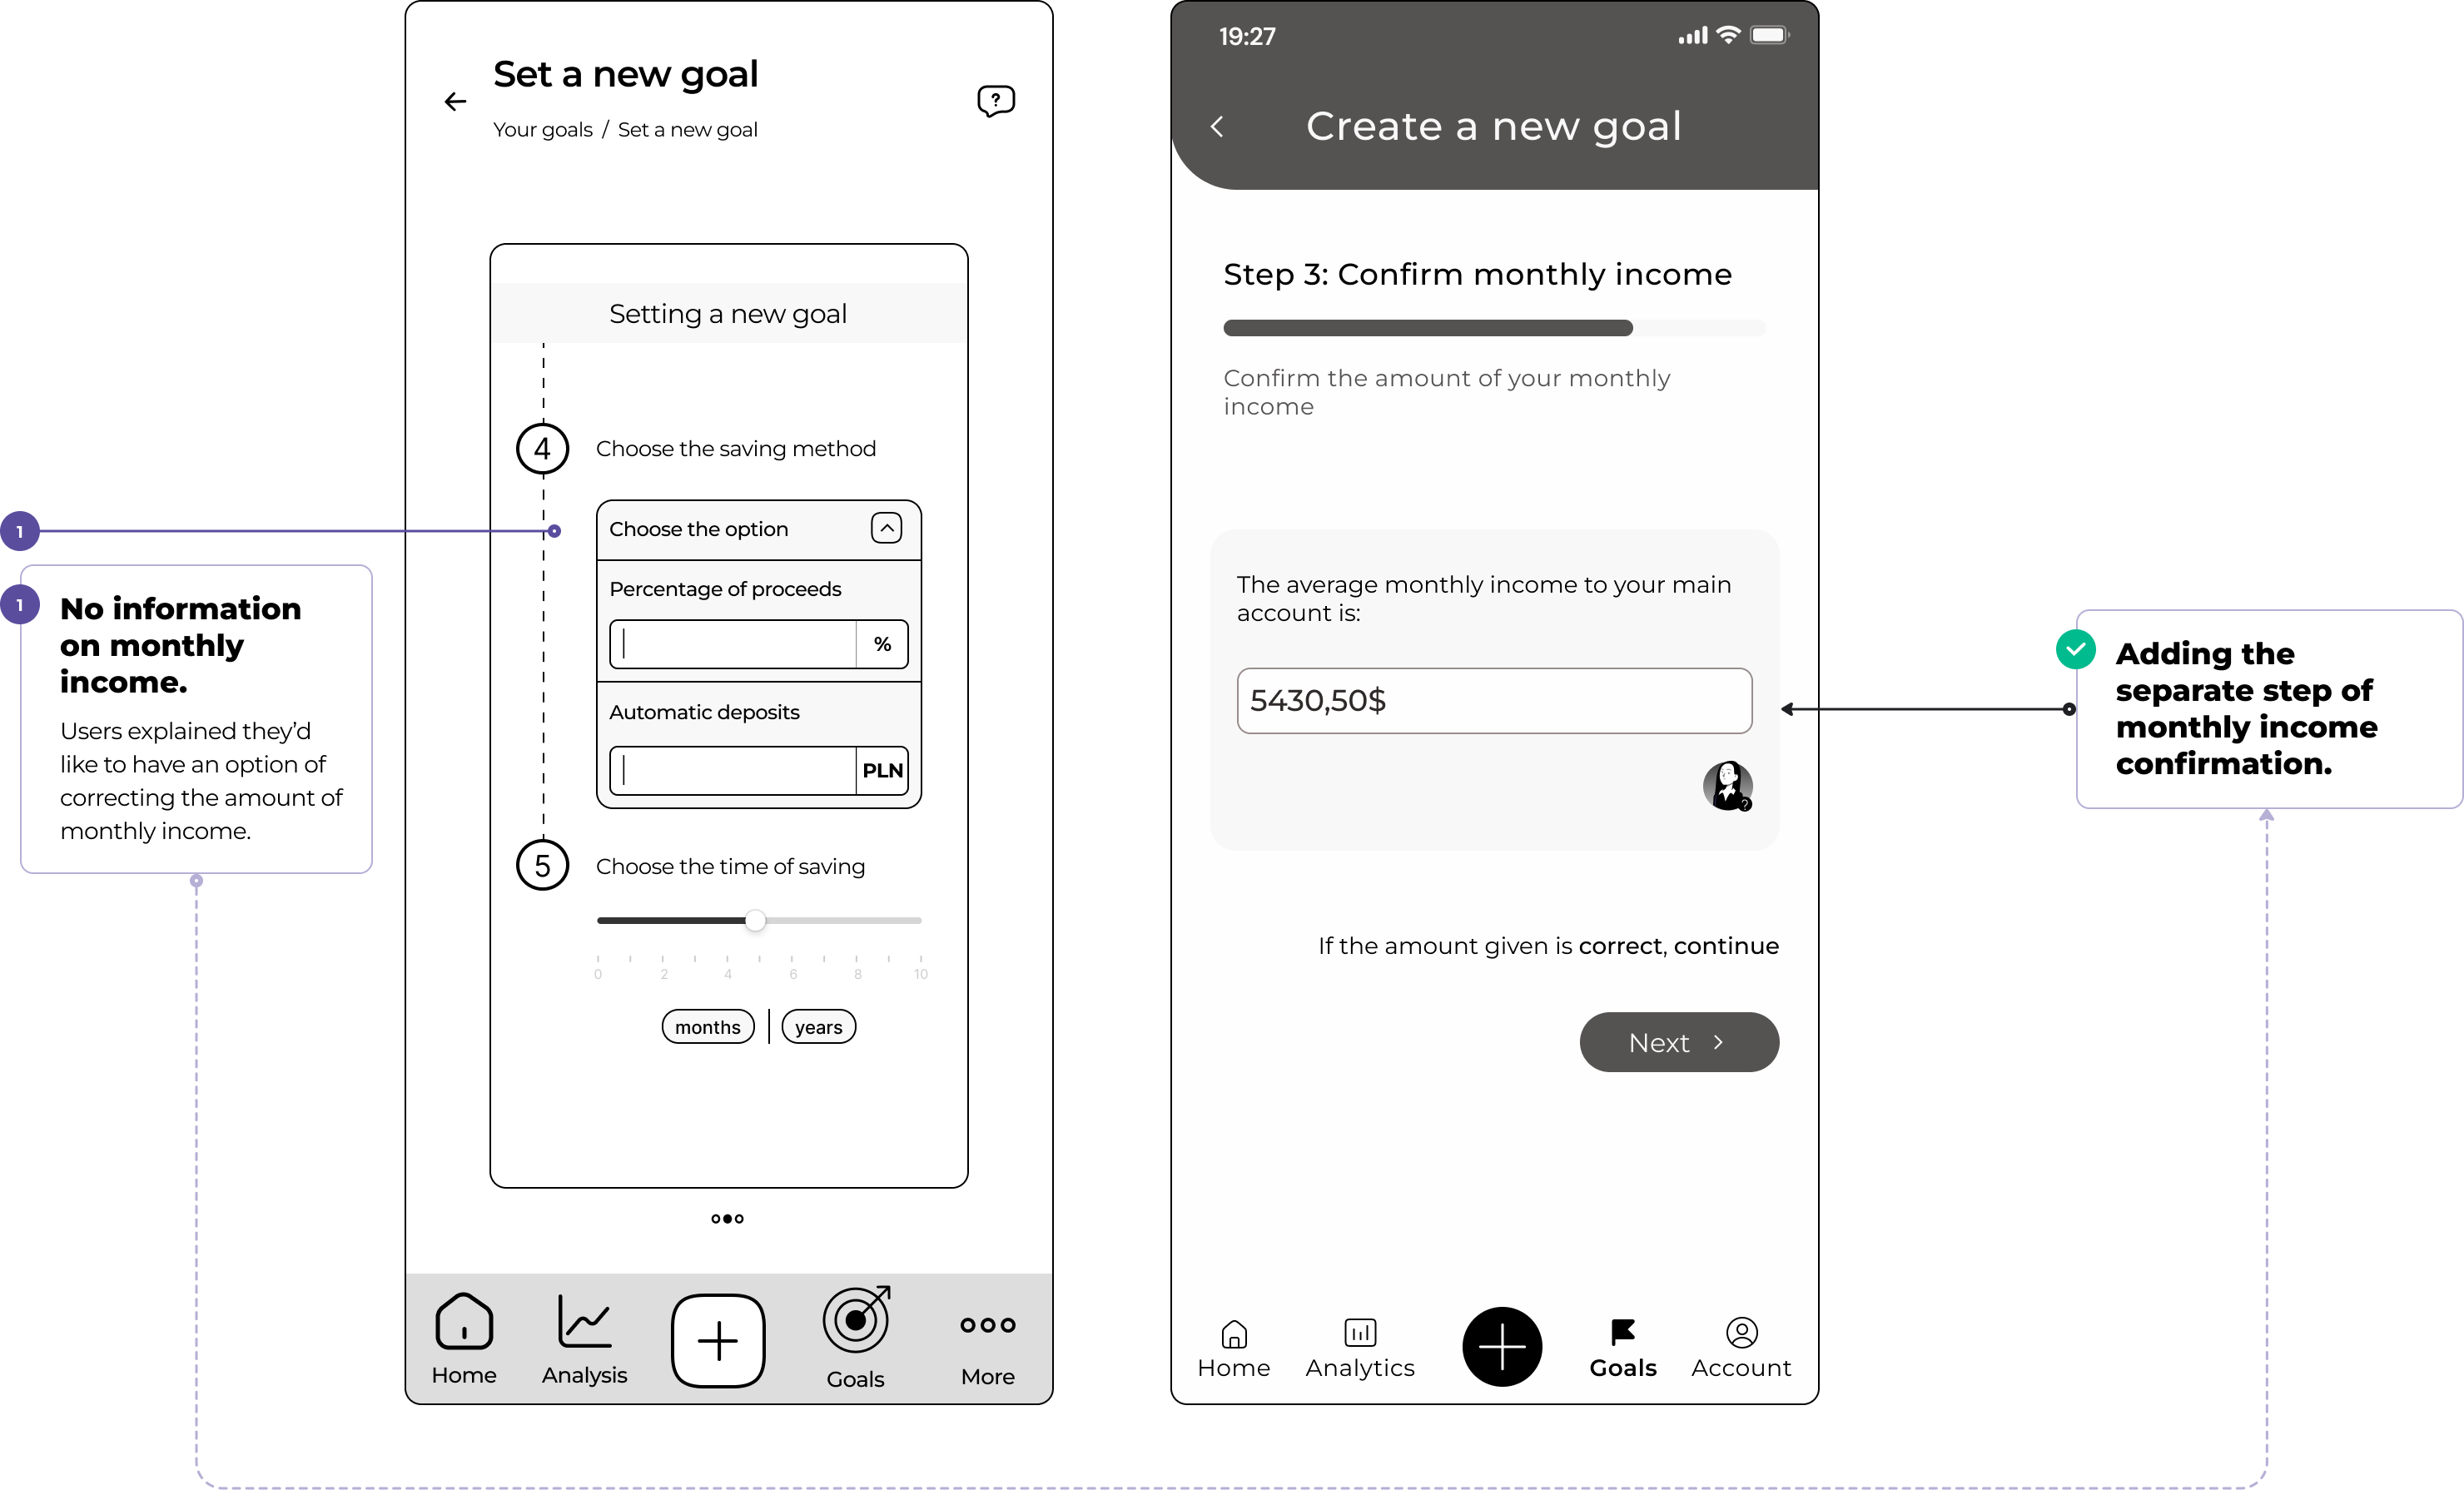 Set a new goal
Your goals / Set a new goal
?
Setting a new goal
4
Choose the saving method
Choose the option
Percentage of proceeds
%
Automatic deposits
PLN
5
Choose the time of saving
0 2 4 6 8 10
months | years
Home
Analysis
Goals
More
1
1
No information
on monthly
income.
Users explained they’d
like to have an option of
correcting the amount of
monthly income.
19:27
Create a new goal
Step 3: Confirm monthly income
Confirm the amount of your monthly
income
The average monthly income to your main
account is:
5430,50$
?
If the amount given is correct, continue
Next
Home
Analytics
Goals
Account
Adding the
separate step of
monthly income
confirmation.